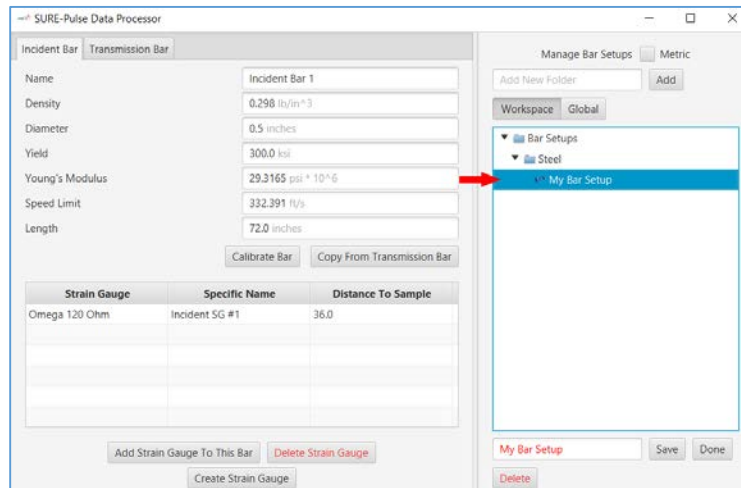 SURE-Pulse Data Processor
Incident Bar Transmission Bar
Name Incident Bar 1
Density 0.298 lb/in^3
Diameter 0.5 inches
Yield 300.0 ksi
Young's Modulus 29.3165 psi * 10^6
Speed Limit 332.391 ft/s
Length 72.0 inches
Calibrate Bar Copy From Transmission Bar
Strain Gauge Specific Name Distance To Sample
Omega 120 Ohm Incident SG #1 36.0
Add Strain Gauge To This Bar Delete Strain Gauge
Create Strain Gauge
Manage Bar Setups Metric
Add New Folder Add
Workspace Global
Bar Setups
Steel
My Bar Setup
My Bar Setup Save Done
Delete